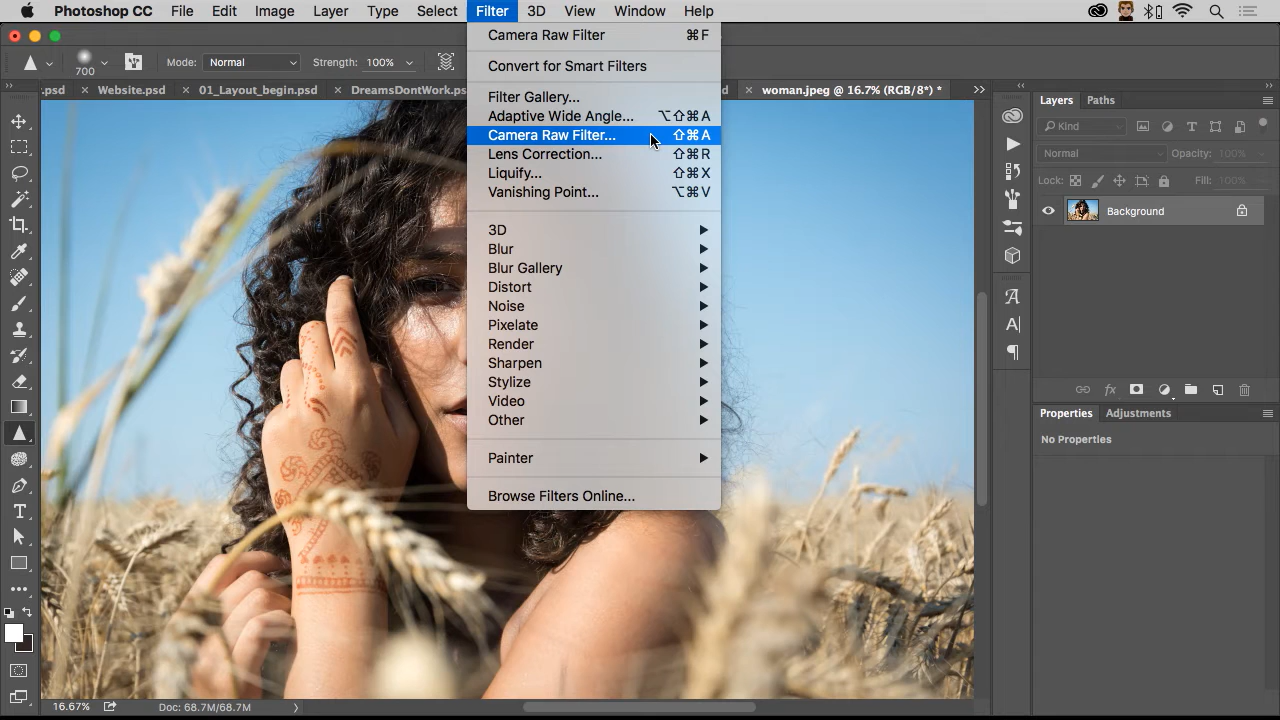 Photoshop CC File Edit Image Layer Type Select Filter 3D View Window Help
700 Mode: Normal Strength: 100%
.psd × Website.psd × 01_Layout_begin.psd × DreamsDontWork.ps d × woman.jpeg @ 16.7% (RGB/8*) * >>
Camera Raw Filter ⌘F
Convert for Smart Filters
Filter Gallery...
Adaptive Wide Angle... ⌥⇧⌘A
Camera Raw Filter... ⇧⌘A
Lens Correction... ⇧⌘R
Liquify... ⇧⌘X
Vanishing Point... ⌥⌘V
3D
Blur
Blur Gallery
Distort
Noise
Pixelate
Render
Sharpen
Stylize
Video
Other
Painter
Browse Filters Online...
Layers Paths
Kind
Normal Opacity: 100%
Lock: Fill: 100%
Background
fx
Properties Adjustments
No Properties
16.67% Doc: 68.7M/68.7M